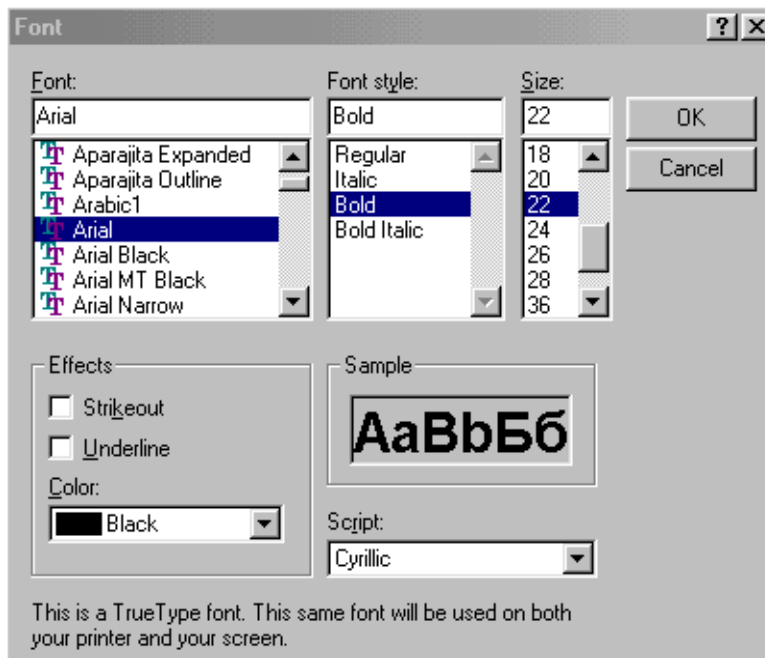 Font
Font:
Arial
Aparajita Expanded
Aparajita Outline
Arabic1
Arial
Arial Black
Arial MT Black
Arial Narrow
Font style:
Bold
Regular
Italic
Bold
Bold Italic
Size:
22
18
20
22
24
26
28
36
OK
Cancel
Effects
Strikeout
Underline
Color:
Black
Sample
AaBbБб
Script:
Cyrillic
This is a TrueType font. This same font will be used on both
your printer and your screen.